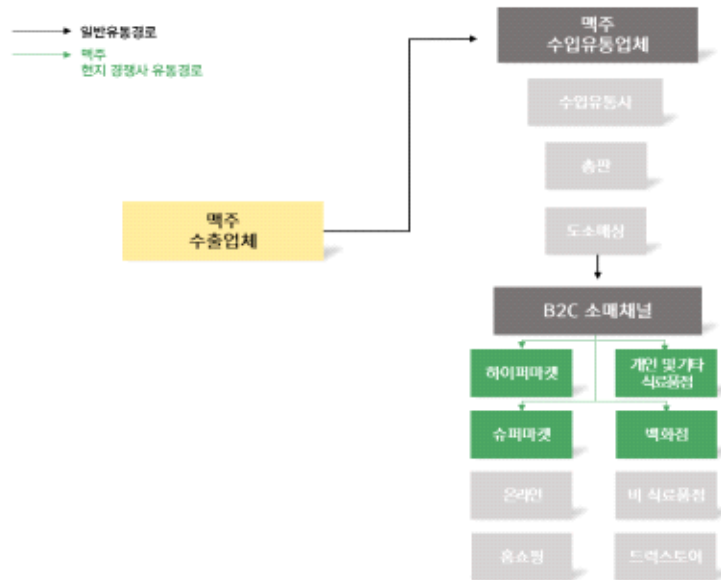 일반유통경로
맥주
현지 경쟁사 유통경로
맥주
수입유통업체
수입유통사
총판
도소매상
맥주
수출업체
B2C 소매채널
하이퍼마켓
개인 및 기타
식료품점
슈퍼마켓
백화점
온라인
비 식료품점
홈쇼핑
드럭스토어